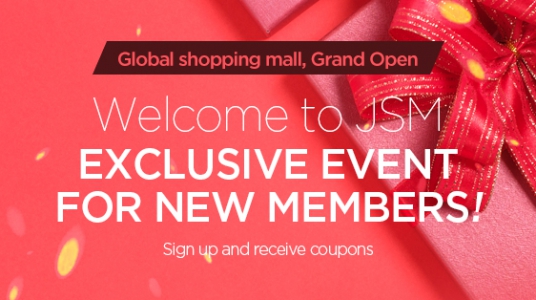 Global shopping mall, Grand Open
Welcome to JSM
EXCLUSIVE EVENT
FOR NEW MEMBERS!
Sign up and receive coupons